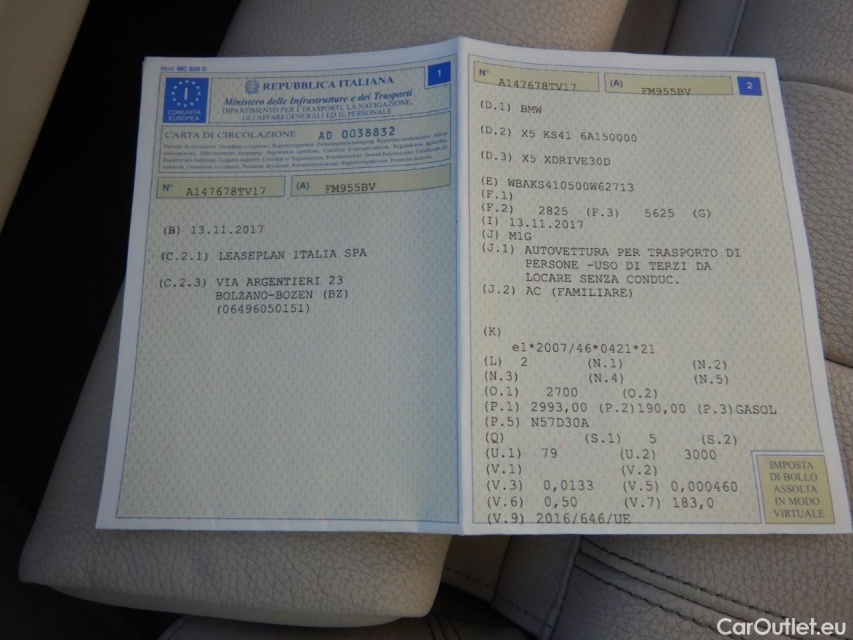 Mod. MC 820 D
1
REPUBBLICA ITALIANA
Ministero delle Infrastrutture e dei Trasporti
DIPARTIMENTO PER I TRASPORTI, LA NAVIGAZIONE,
GLI AFFARI GENERALI ED IL PERSONALE
I
COMUNITÀ
EUROPEA
CARTA DI CIRCOLAZIONE AD 0038832
N° A147678TV17 (A) FM955BV
(B) 13.11.2017
(C.2.1) LEASEPLAN ITALIA SPA
(C.2.3) VIA ARGENTIERI 23
BOLZANO-BOZEN (BZ)
(06496050151)
N° A147678TV17 (A) FM955BV 2
(D.1) BMW
(D.2) X5 KS41 6A150000
(D.3) X5 XDRIVE30D
(E) WBAKS410500W62713
(F.1)
(F.2) 2825 (F.3) 5625 (G)
(I) 13.11.2017
(J) M1G
(J.1) AUTOVETTURA PER TRASPORTO DI
PERSONE -USO DI TERZI DA
LOCARE SENZA CONDUC.
(J.2) AC (FAMILIARE)
(K)
e1*2007/46*0421*21
(L) 2 (N.1) (N.2)
(N.3) (N.4) (N.5)
(O.1) 2700 (O.2)
(P.1) 2993,00 (P.2)190,00 (P.3)GASOL
(P.5) N57D30A
(Q) (S.1) 5 (S.2)
(U.1) 79 (U.2) 3000
(V.1) (V.2)
(V.3) 0,0133 (V.5) 0,000460
(V.6) 0,50 (V.7) 183,0
(V.9) 2016/646/UE
IMPOSTA
DI BOLLO
ASSOLTA
IN MODO
VIRTUALE
CarOutlet.eu